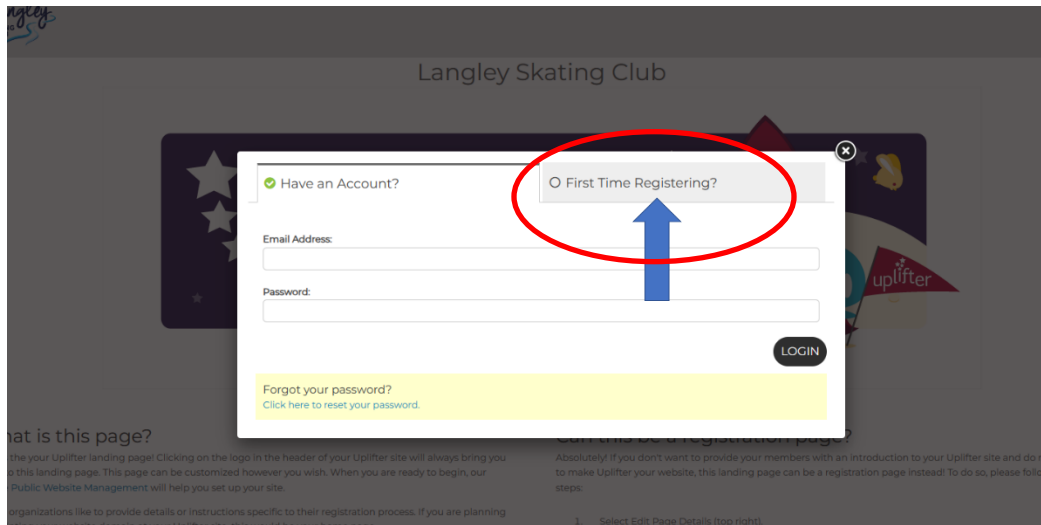 Langley Skating Club
Have an Account?
First Time Registering?
Email Address:
Password:
uplifter
LOGIN
Forgot your password?
Click here to reset your password.
hat is this page?
the your Uplifter landing page! Clicking on the logo in the header of your Uplifter site will always bring you
o this landing page. This page can be customized however you wish. When you are ready to begin, our
Public Website Management will help you set up your site.
organizations like to provide details or instructions specific to their registration process. If you are planning
Can this be a registration page?
Absolutely! If you don't want to provide your members with an introduction to your Uplifter site and do
to make Uplifter your website, this landing page can be a registration page instead! To do so, please follo
steps:
1. Select Edit Page Details (top right).